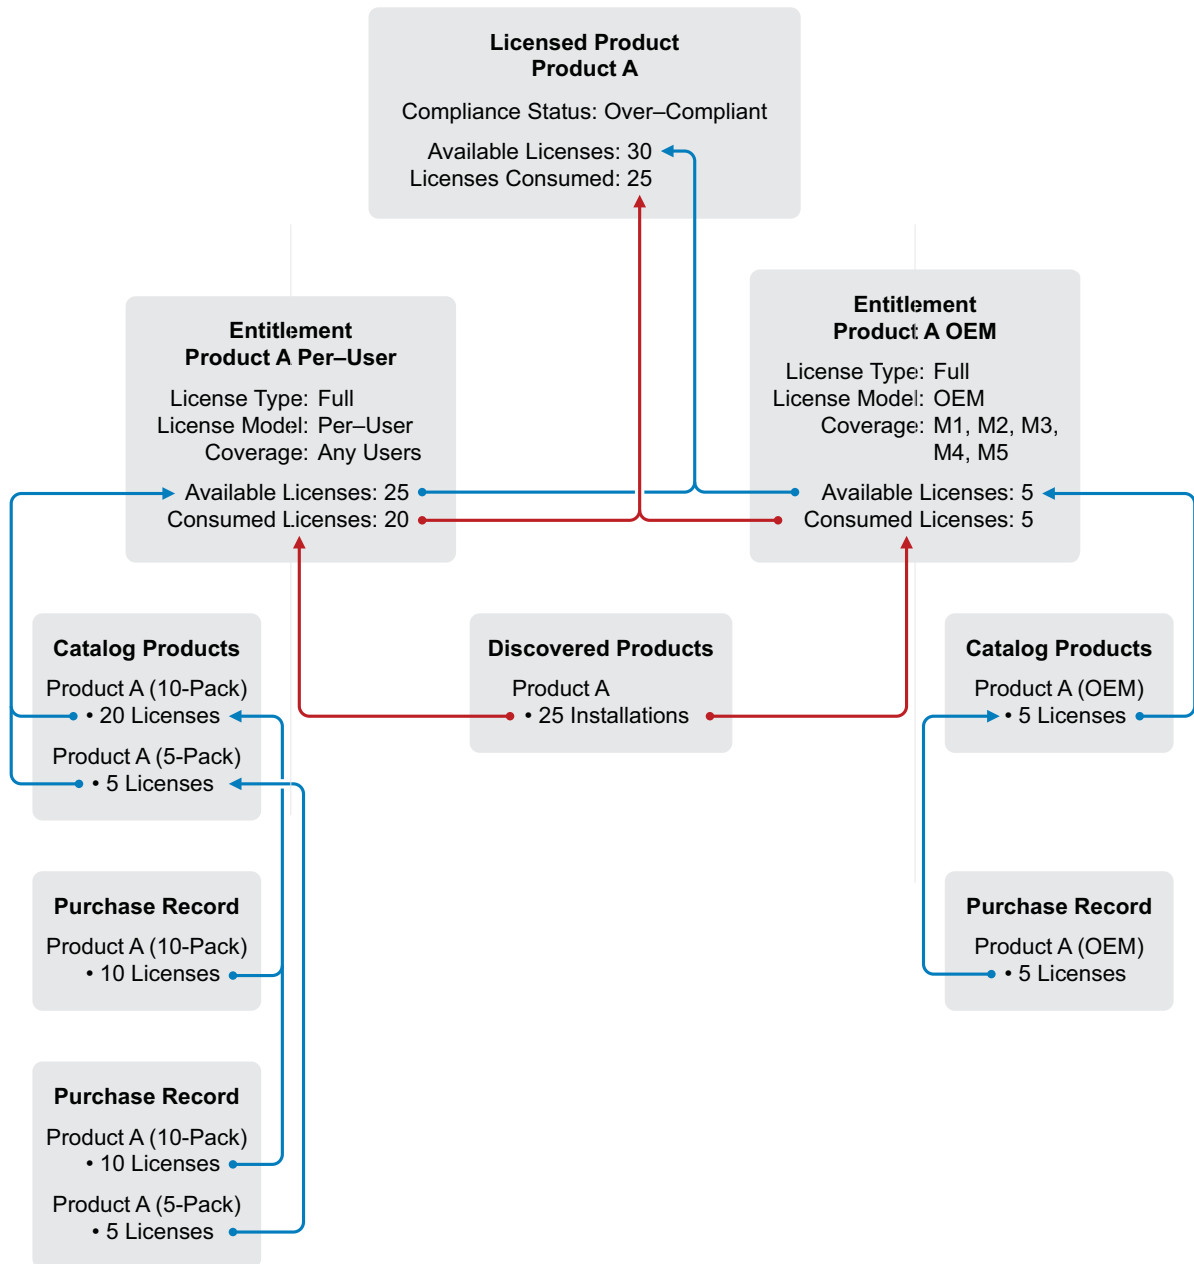 Licensed Product
Product A
Compliance Status: Over–Compliant
Available Licenses: 30
Licenses Consumed: 25
Entitlement
Product A Per–User
License Type: Full
License Model: Per–User
Coverage: Any Users
Available Licenses: 25
Consumed Licenses: 20
Entitlement
Product A OEM
License Type: Full
License Model: OEM
Coverage: M1, M2, M3,
M4, M5
Available Licenses: 5
Consumed Licenses: 5
Catalog Products
Product A (10-Pack)
• 20 Licenses
Product A (5-Pack)
• 5 Licenses
Discovered Products
Product A
• 25 Installations
Catalog Products
Product A (OEM)
• 5 Licenses
Purchase Record
Product A (10-Pack)
• 10 Licenses
Purchase Record
Product A (OEM)
• 5 Licenses
Purchase Record
Product A (10-Pack)
• 10 Licenses
Product A (5-Pack)
• 5 Licenses